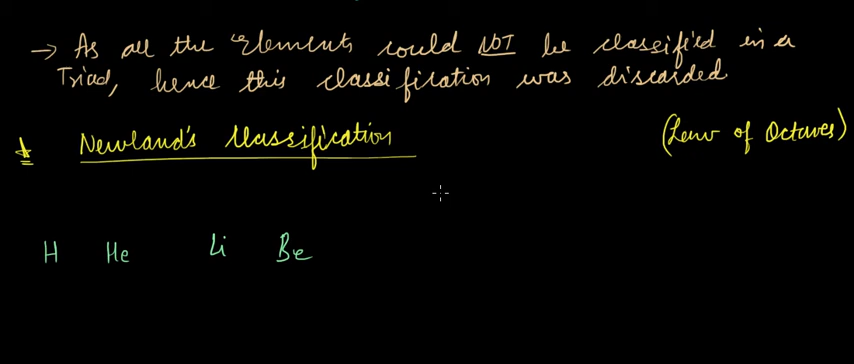 → As all the Elements could NOT be classified in a
Triad, hence this classification was discarded
* Newland's Classification (Law of Octaves)
H He Li Be